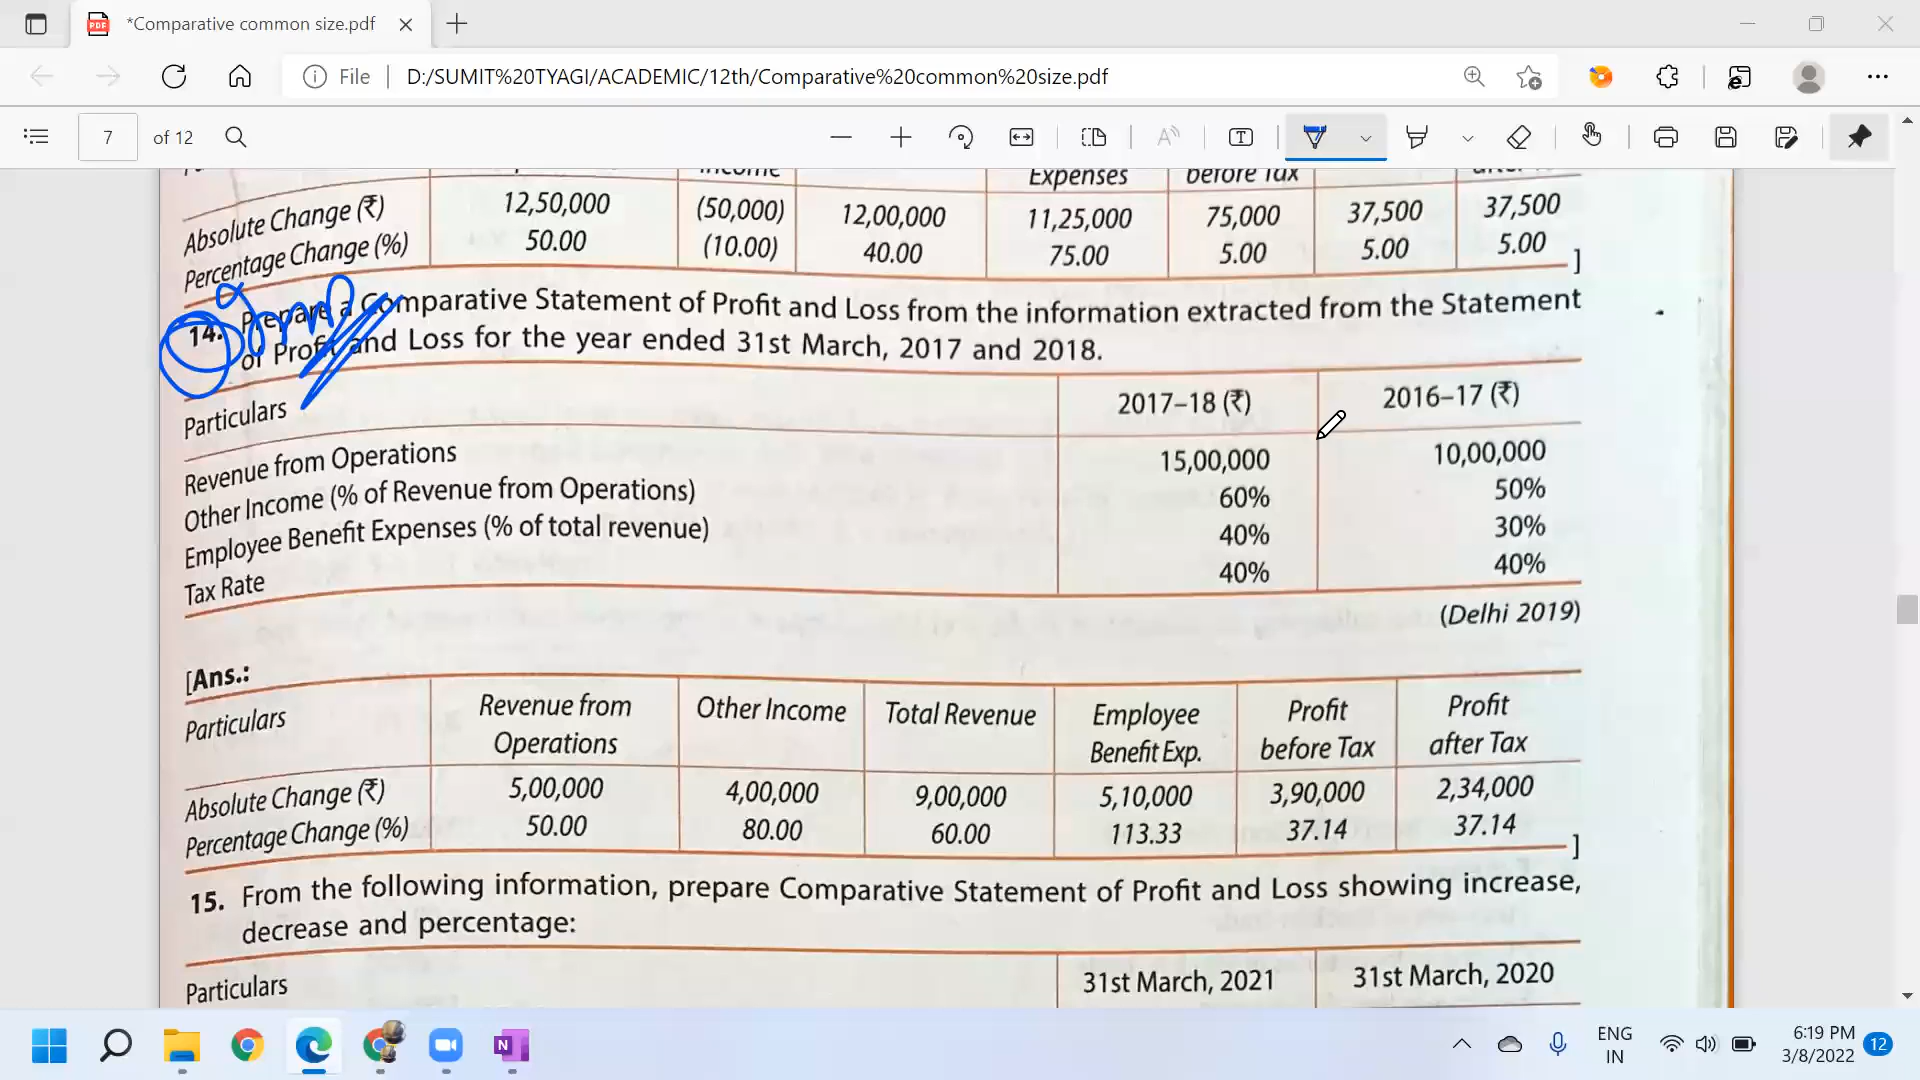 *Comparative common size.pdf
File D:/SUMIT%20TYAGI/ACADEMIC/12th/Comparative%20common%20size.pdf
7 of 12
Expenses before Tax
Absolute Change (₹) 12,50,000 (50,000) 12,00,000 11,25,000 75,000 37,500 37,500
Percentage Change (%) 50.00 (10.00) 40.00 75.00 5.00 5.00 5.00 ]
14. Prepare a Comparative Statement of Profit and Loss from the information extracted from the Statement
of Profit and Loss for the year ended 31st March, 2017 and 2018.
Particulars 2017–18 (₹) 2016–17 (₹)
Revenue from Operations 15,00,000 10,00,000
Other Income (% of Revenue from Operations) 60% 50%
Employee Benefit Expenses (% of total revenue) 40% 30%
Tax Rate 40% 40%
(Delhi 2019)
[Ans.:
Particulars Revenue from Operations Other Income Total Revenue Employee Benefit Exp. Profit before Tax Profit after Tax
Absolute Change (₹) 5,00,000 4,00,000 9,00,000 5,10,000 3,90,000 2,34,000
Percentage Change (%) 50.00 80.00 60.00 113.33 37.14 37.14 ]
15. From the following information, prepare Comparative Statement of Profit and Loss showing increase,
decrease and percentage:
Particulars 31st March, 2021 31st March, 2020
ENG
IN
6:19 PM
3/8/2022
12